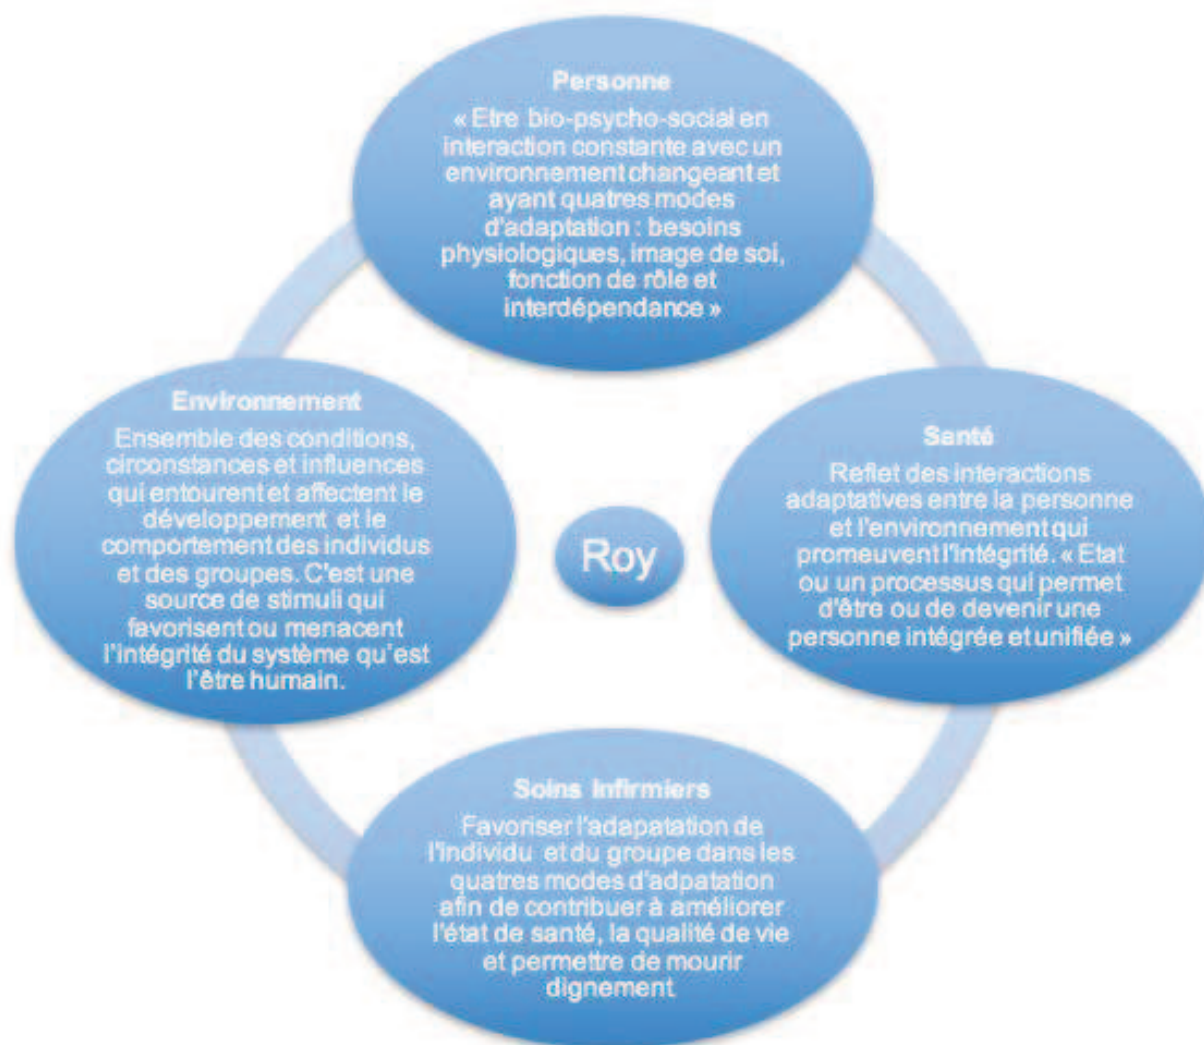 Personne
« Etre bio-psycho-social en
interaction constante avec un
environnement changeant et
ayant quatres modes
d'adaptation : besoins
physiologiques, image de soi,
fonction de rôle et
interdépendance »
Environnement
Ensemble des conditions,
circonstances et influences
qui entourent et affectent le
développement et le
comportement des individus
et des groupes. C'est une
source de stimuli qui
favorisent ou menacent
l'intégrité du système qu'est
l'être humain.
Roy
Santé
Reflet des interactions
adaptatives entre la personne
et l'environnement qui
promeuvent l'intégrité. « Etat
ou un processus qui permet
d'être ou de devenir une
personne intégrée et unifiée »
Soins Infirmiers
Favoriser l'adapatation de
l'individu et du groupe dans les
quatres modes d'adpatation
afin de contribuer à améliorer
l'état de santé, la qualité de vie
et permettre de mourir
dignement